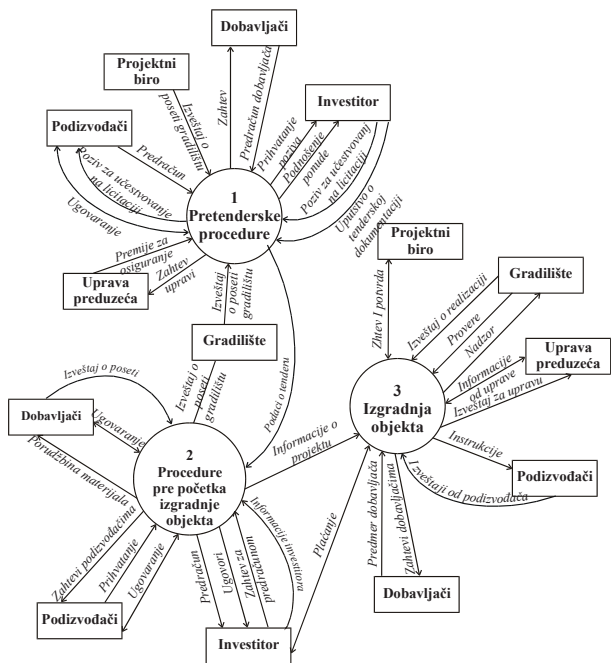 Dobavljači
Projektni
biro
Izveštaj o
poseti gradilištu
Zahtev
Predračun dobavljača
Investitor
Prihvatanje
poziva
Podnošenje
ponude
Poziv za učestvovanj
na licitaciji
Uputstvo o
tenderskoj
dokumentaciji
Podizvođači
Predračun
Poziv za učestvovanje
na licitaciji
Ugovaranje
1
Pretenderske
procedure
Premije za
osiguranje
Zahtev
upravi
Uprava
preduzeća
Izveštaj
o poseti
gradilištu
Gradilište
Izveštaj o
poseti
gradilištu
Podaci o tenderu
Projektni
biro
Zhtev I potvrda
Gradilište
Izveštaj o realizaciji
Provere
Nadzor
Uprava
preduzeća
Informacije
od uprave
Izveštaj za upravu
3
Izgradnja
objekta
Instrukcije
Podizvođači
Izveštaji od podizvođača
Predmer dobavljača
Zahtevi dobavljačima
Dobavljači
Izveštaj o poseti
Dobavljači
Ugovaranje
Porudžbina materijala
2
Procedure
pre početka
izgradnje
objekta
Informacije o
projektu
Zahtevi podizvođačima
Prihvatanje
Ugovaranje
Podizvođači
Predračun
Ugovori
Zahtev za
predračunom
Informacije investitora
Plaćanje
Investitor